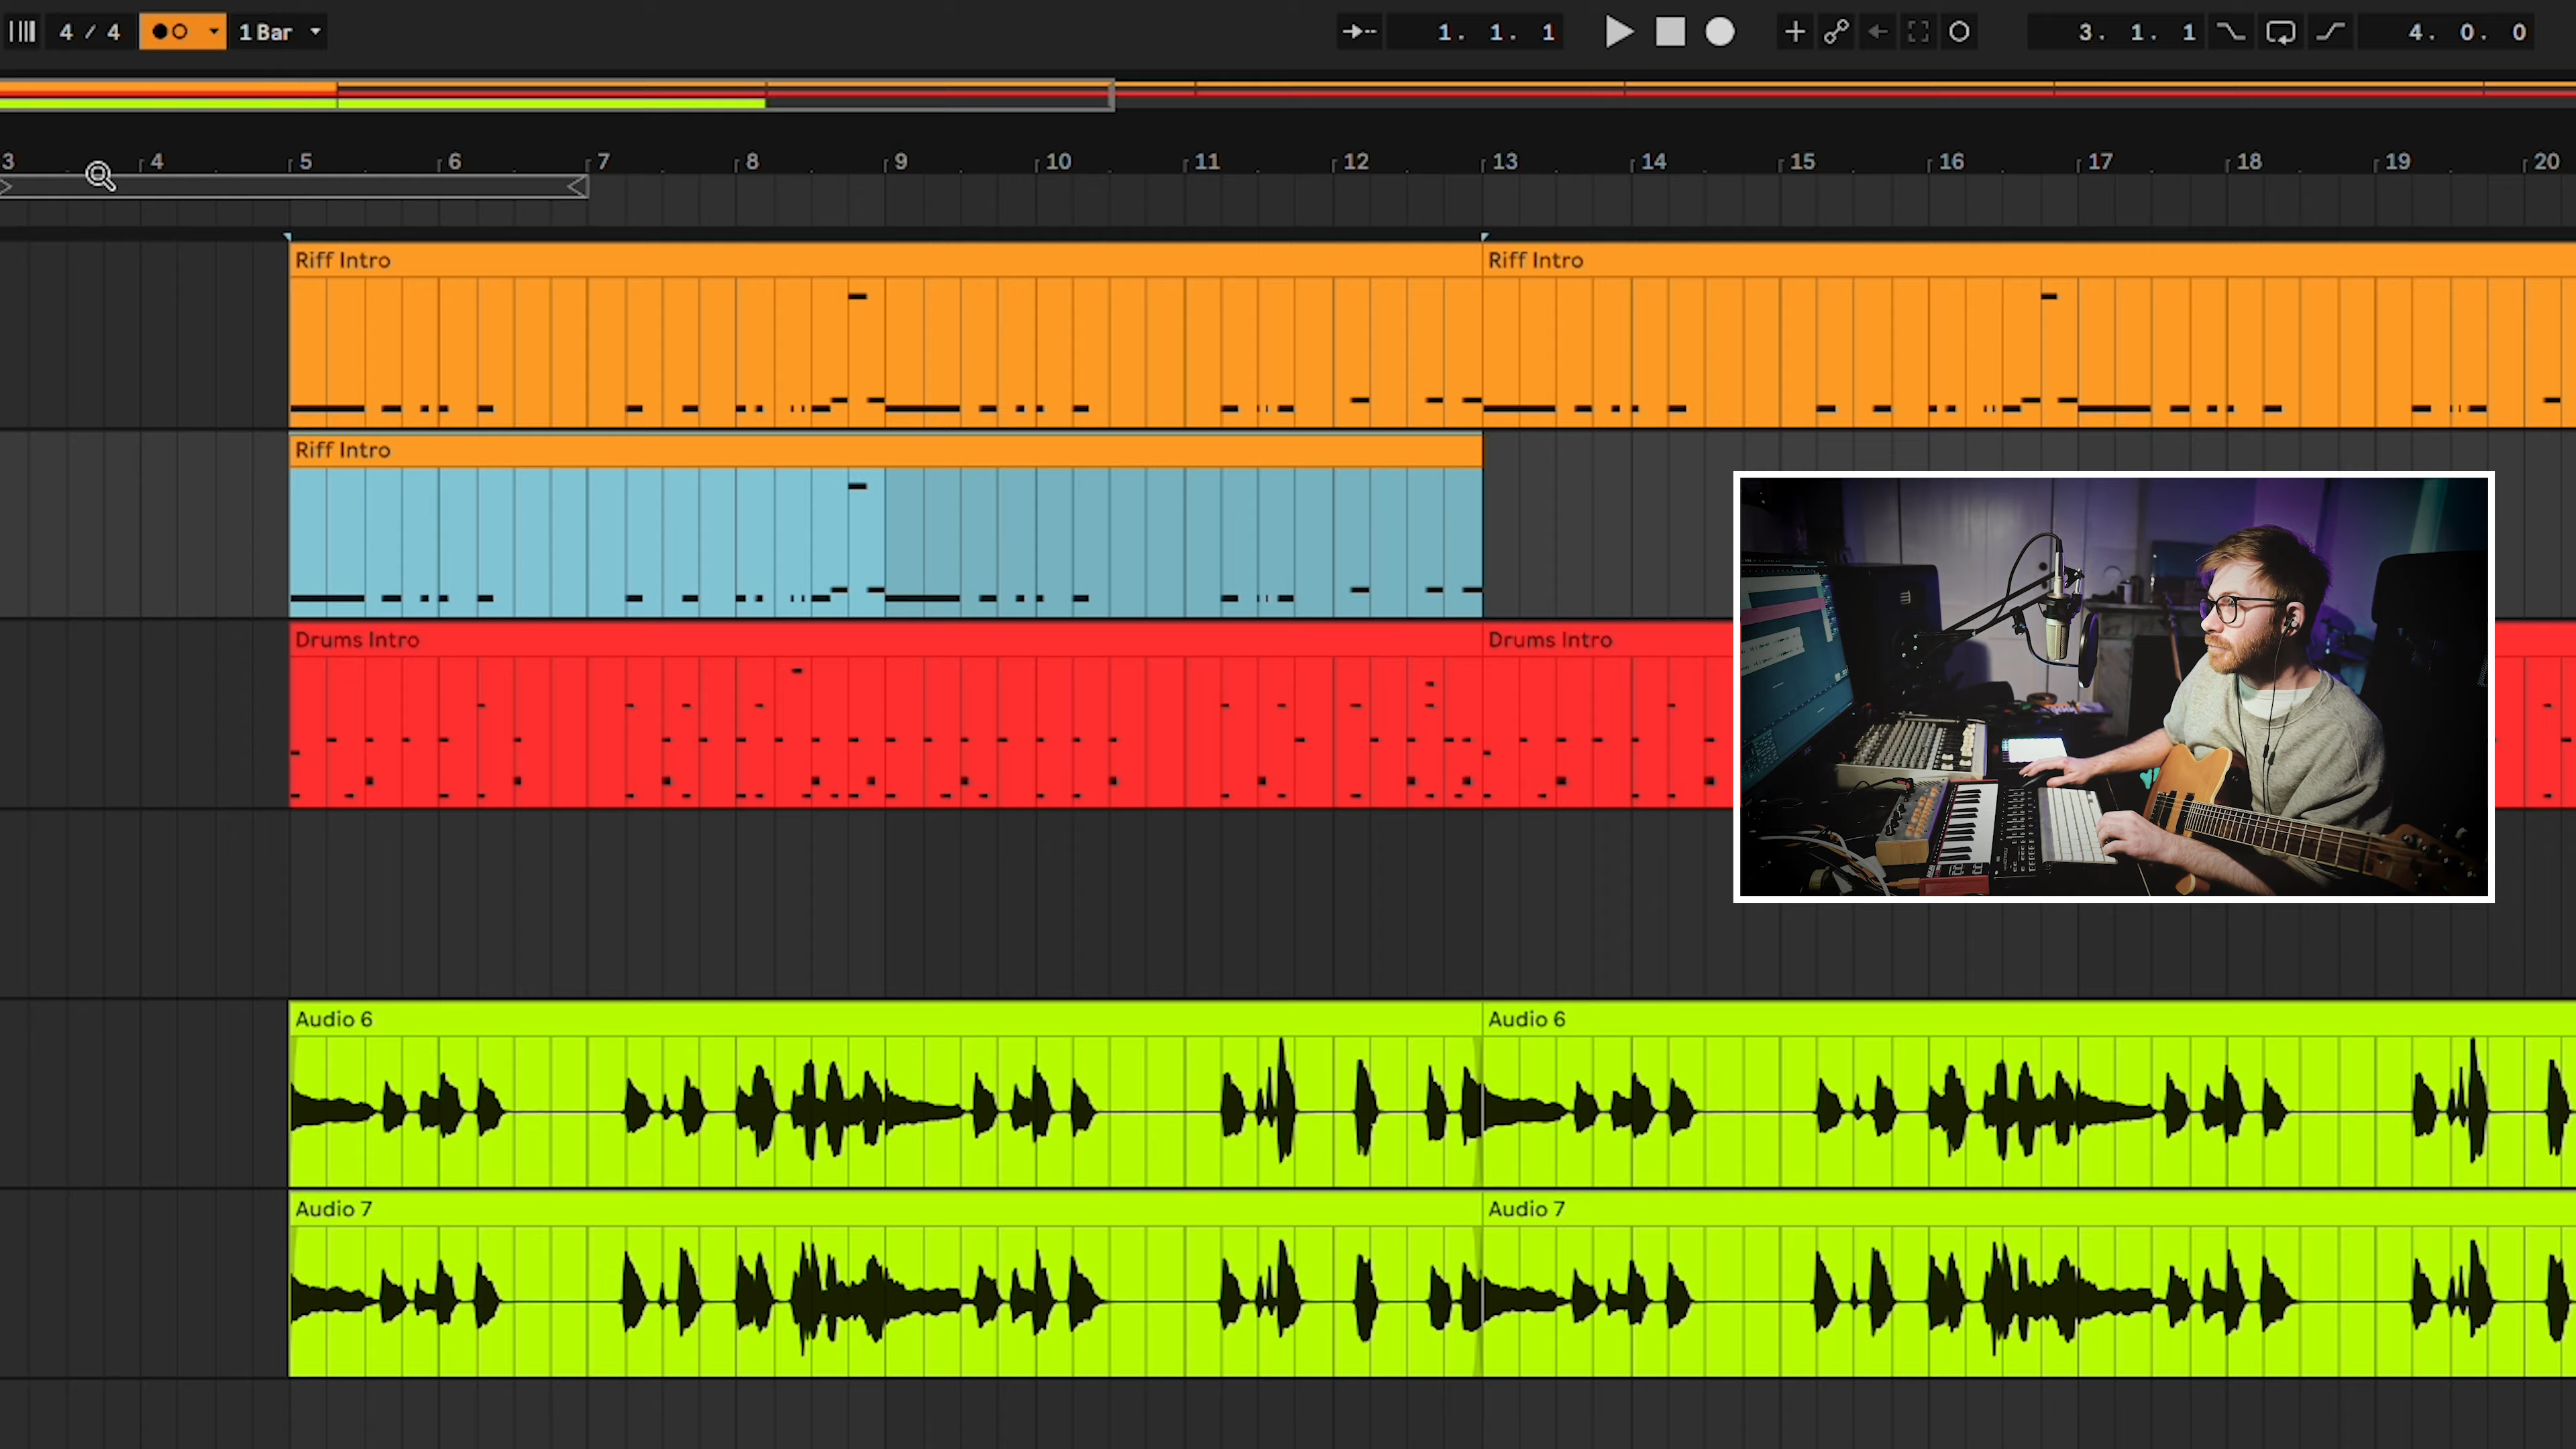 4 / 4
1 Bar
1. 1. 1
3. 1. 1
4. 0. 0
3 4 5 6 7 8 9 10 11 12 13 14 15 16 17 18 19 20
Riff Intro Riff Intro
Riff Intro
Drums Intro Drums Intro
Audio 6 Audio 6
Audio 7 Audio 7